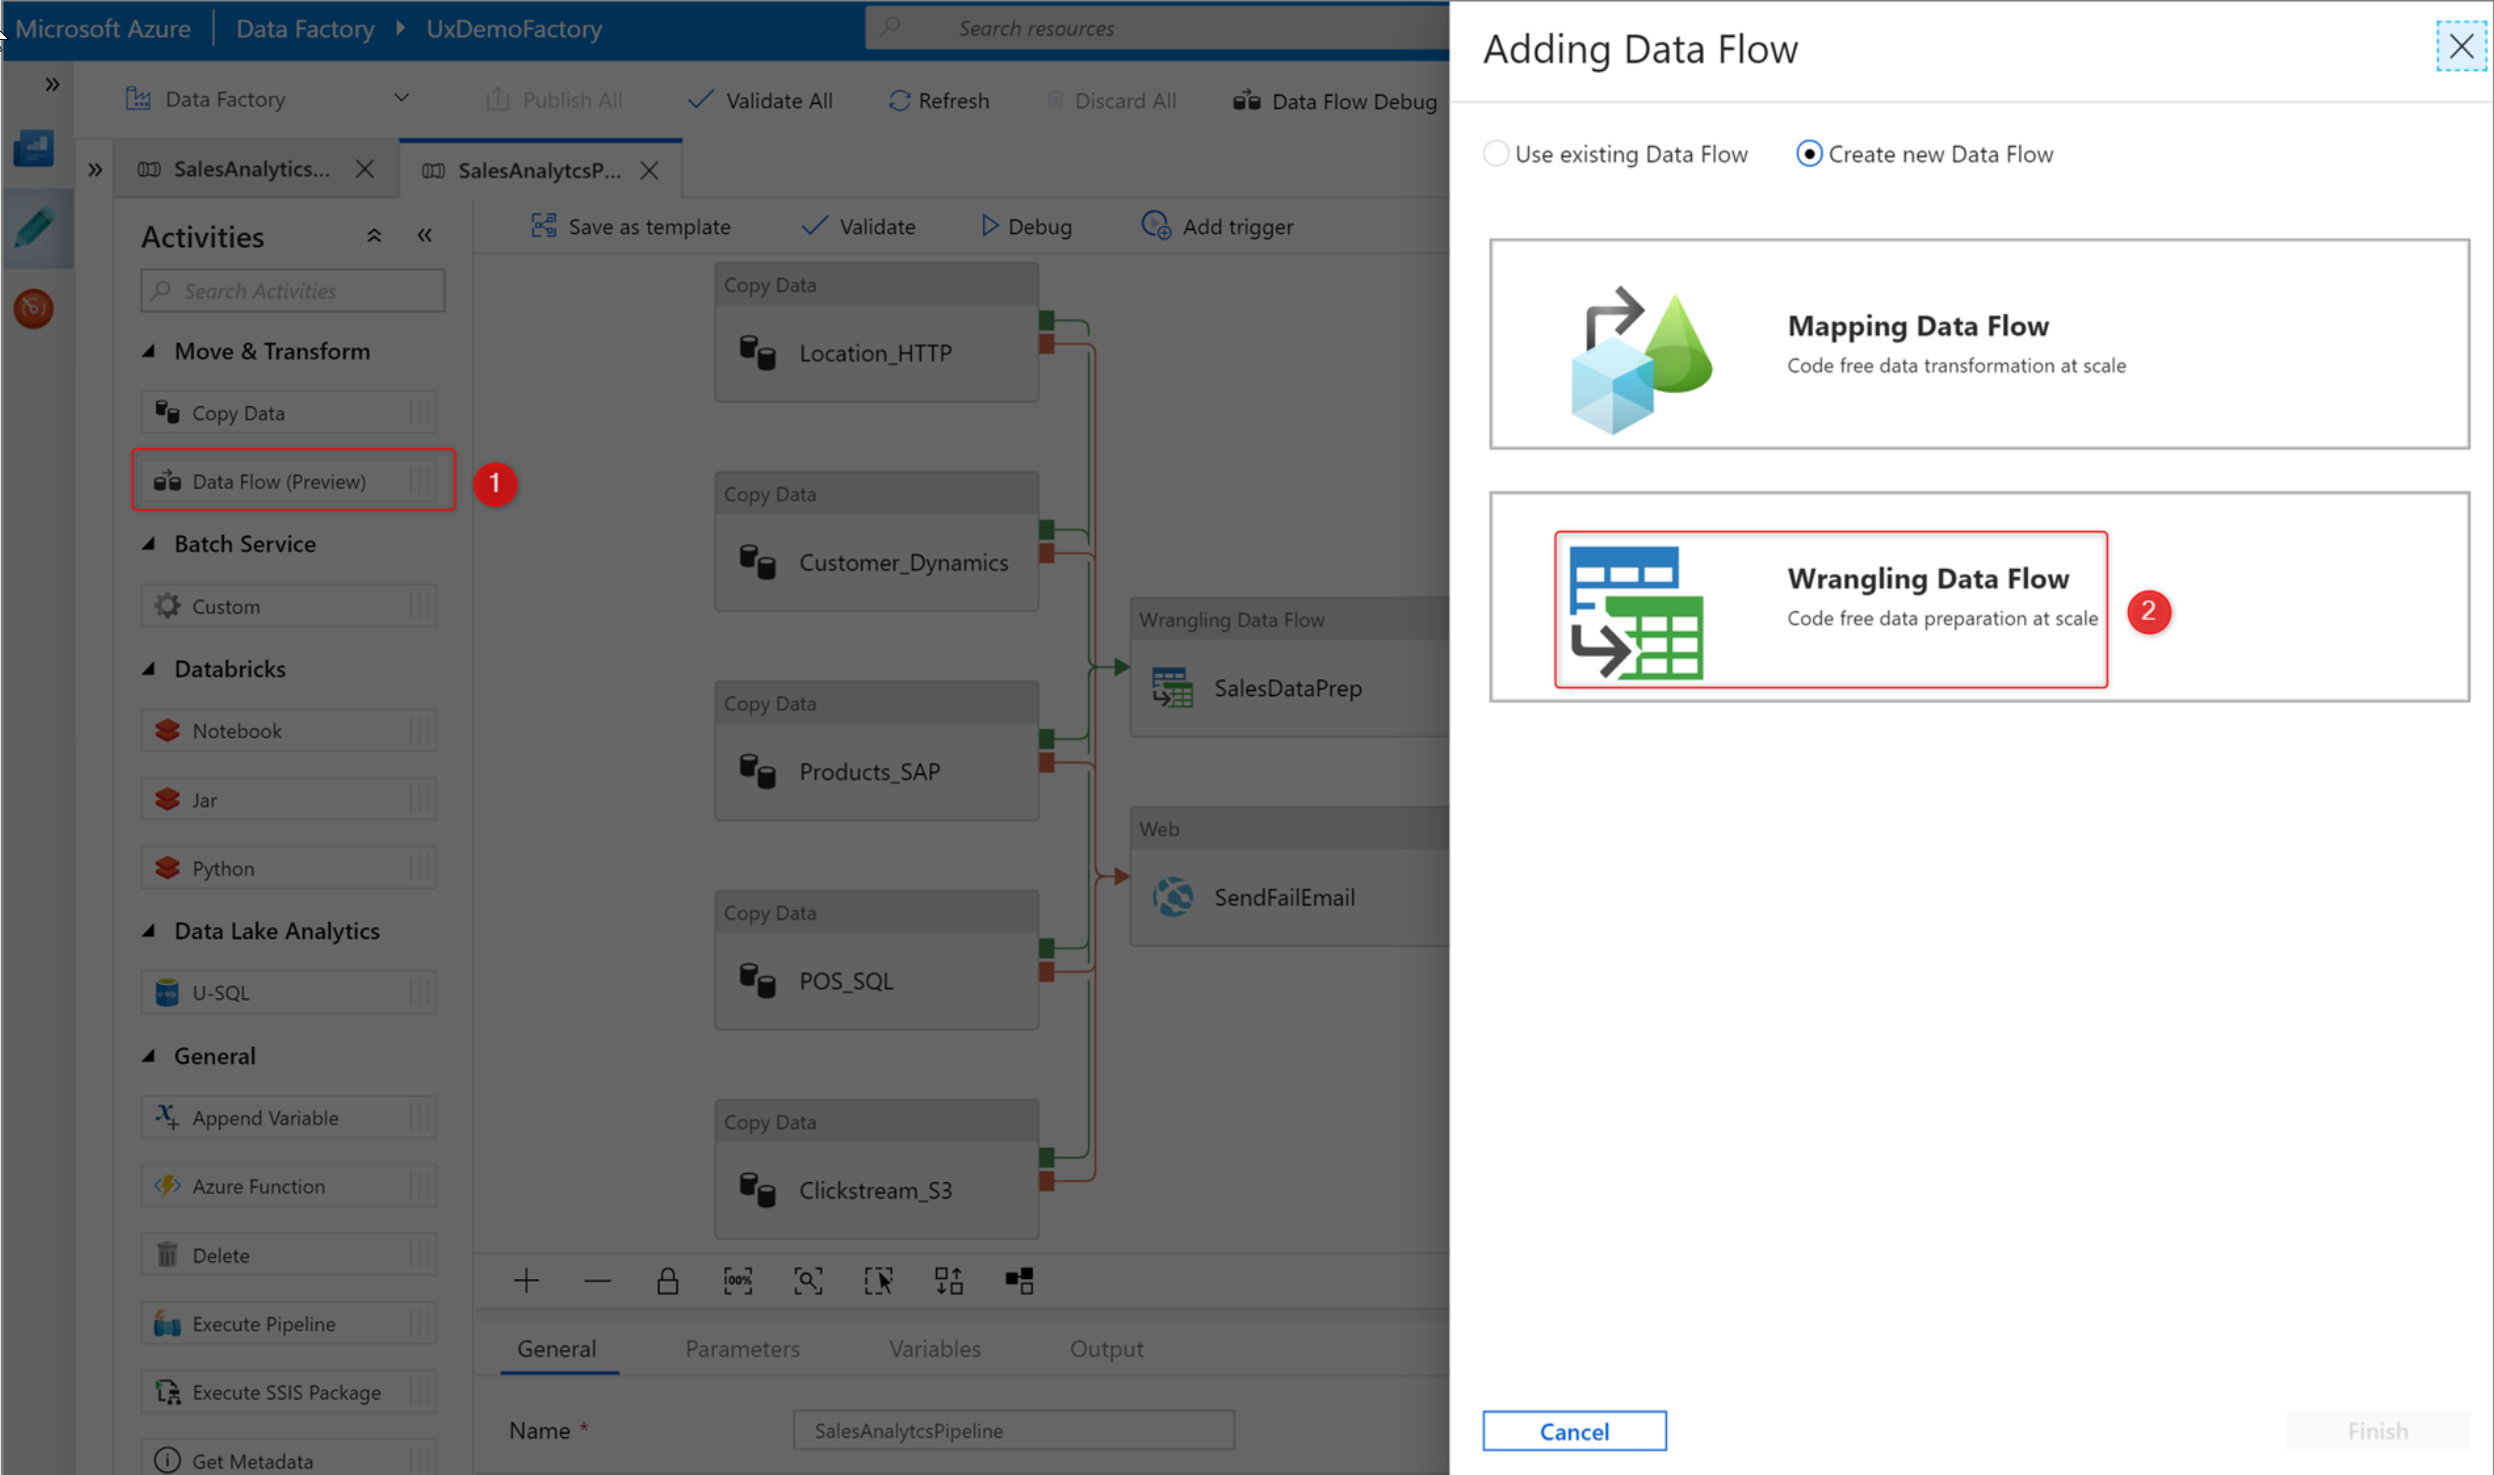 Microsoft Azure
Data Factory
UxDemoFactory
Search resources
Data Factory
Publish All
Validate All
Refresh
Discard All
Data Flow Debug
SalesAnalytics...
SalesAnalytcsP...
Activities
Search Activities
Move & Transform
Copy Data
Data Flow (Preview)
1
Batch Service
Custom
Databricks
Notebook
Jar
Python
Data Lake Analytics
U-SQL
U-SQL
General
Append Variable
Azure Function
Delete
Execute Pipeline
Execute SSIS Package
Get Metadata
Save as template
Validate
Debug
Add trigger
Copy Data
Location_HTTP
Copy Data
Customer_Dynamics
Copy Data
Products_SAP
Copy Data
POS_SQL
Copy Data
Clickstream_S3
Wrangling Data Flow
SalesDataPrep
Web
SendFailEmail
100%
General
Parameters
Variables
Output
Name *
SalesAnalytcsPipeline
Adding Data Flow
Use existing Data Flow
Create new Data Flow
Mapping Data Flow
Code free data transformation at scale
Wrangling Data Flow
Code free data preparation at scale
2
Cancel
Finish